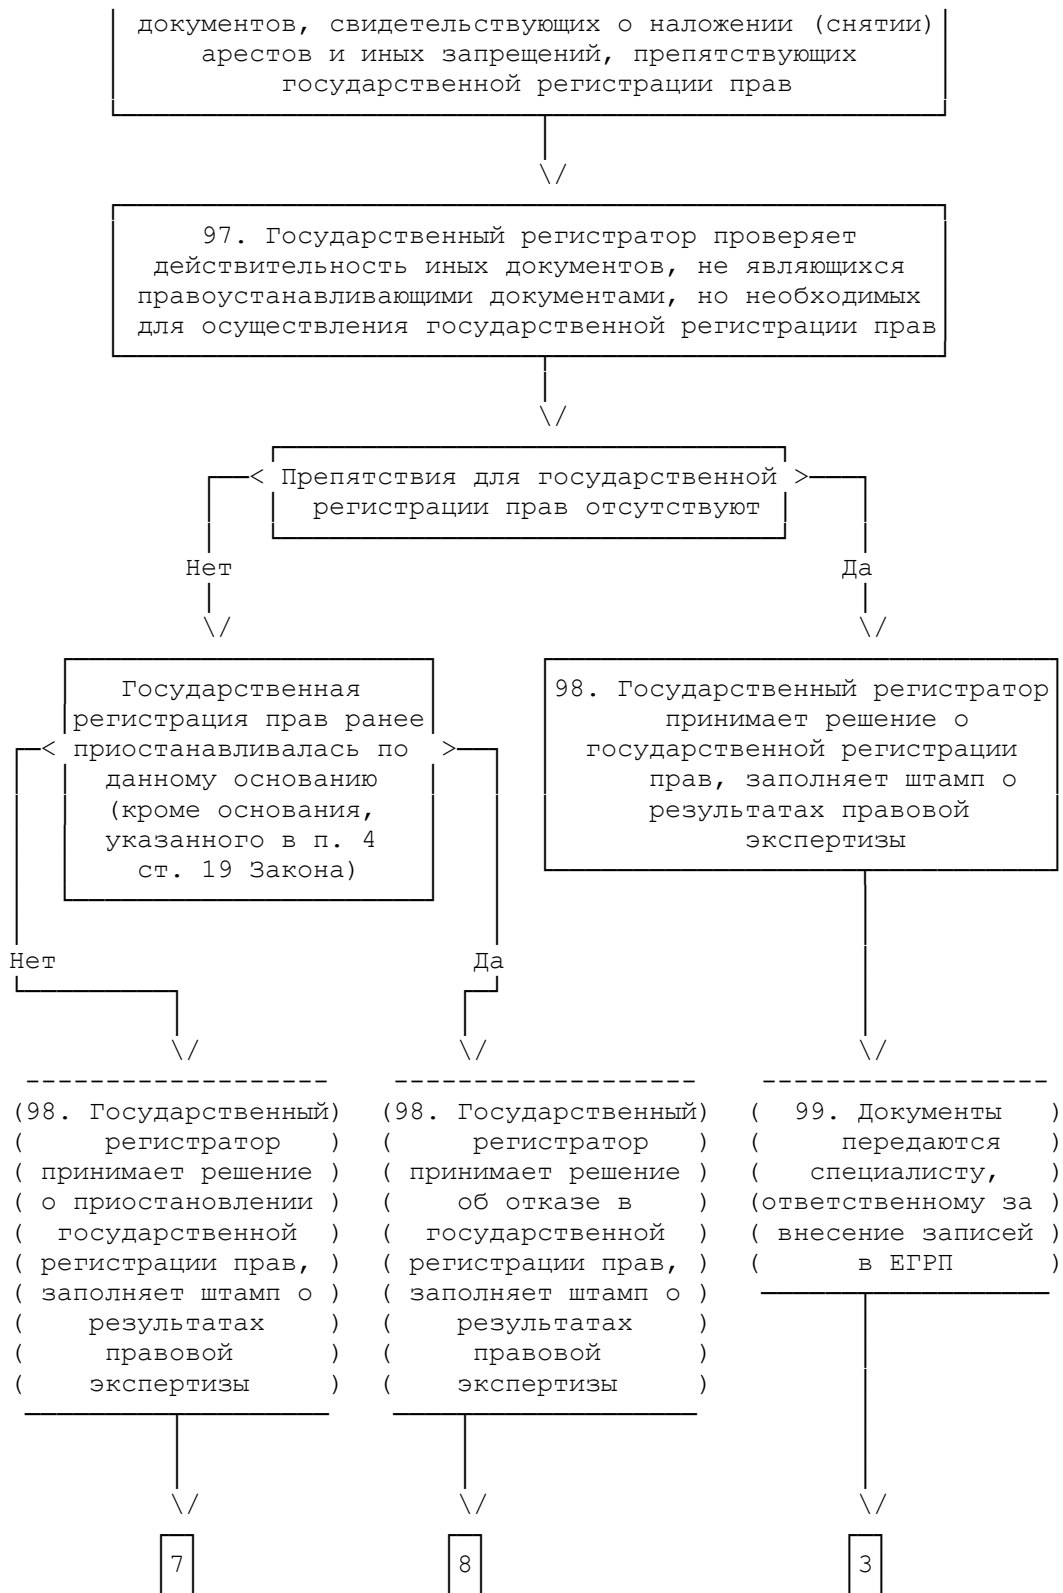 документов, свидетельствующих о наложении (снятии)
арестов и иных запрещений, препятствующих
государственной регистрации прав
97. Государственный регистратор проверяет
действительность иных документов, не являющихся
правоустанавливающими документами, но необходимых
для осуществления государственной регистрации прав
< Препятствия для государственной >
регистрации прав отсутствуют
Нет
Да
Государственная
регистрация прав ранее
< приостанавливалась по >
данному основанию
(кроме основания,
указанного в п. 4
ст. 19 Закона)
98. Государственный регистратор
принимает решение о
государственной регистрации
прав, заполняет штамп о
результатах правовой
экспертизы
Нет
Да
(98. Государственный)
( регистратор )
( принимает решение )
( о приостановлении )
( государственной )
( регистрации прав, )
( заполняет штамп о )
( результатах )
( правовой )
( экспертизы )
(98. Государственный)
( регистратор )
( принимает решение )
( об отказе в )
( государственной )
( регистрации прав, )
( заполняет штамп о )
( результатах )
( правовой )
( экспертизы )
( 99. Документы )
( передаются )
( специалисту, )
(ответственному за )
( внесение записей )
( в ЕГРП )
7
8
3